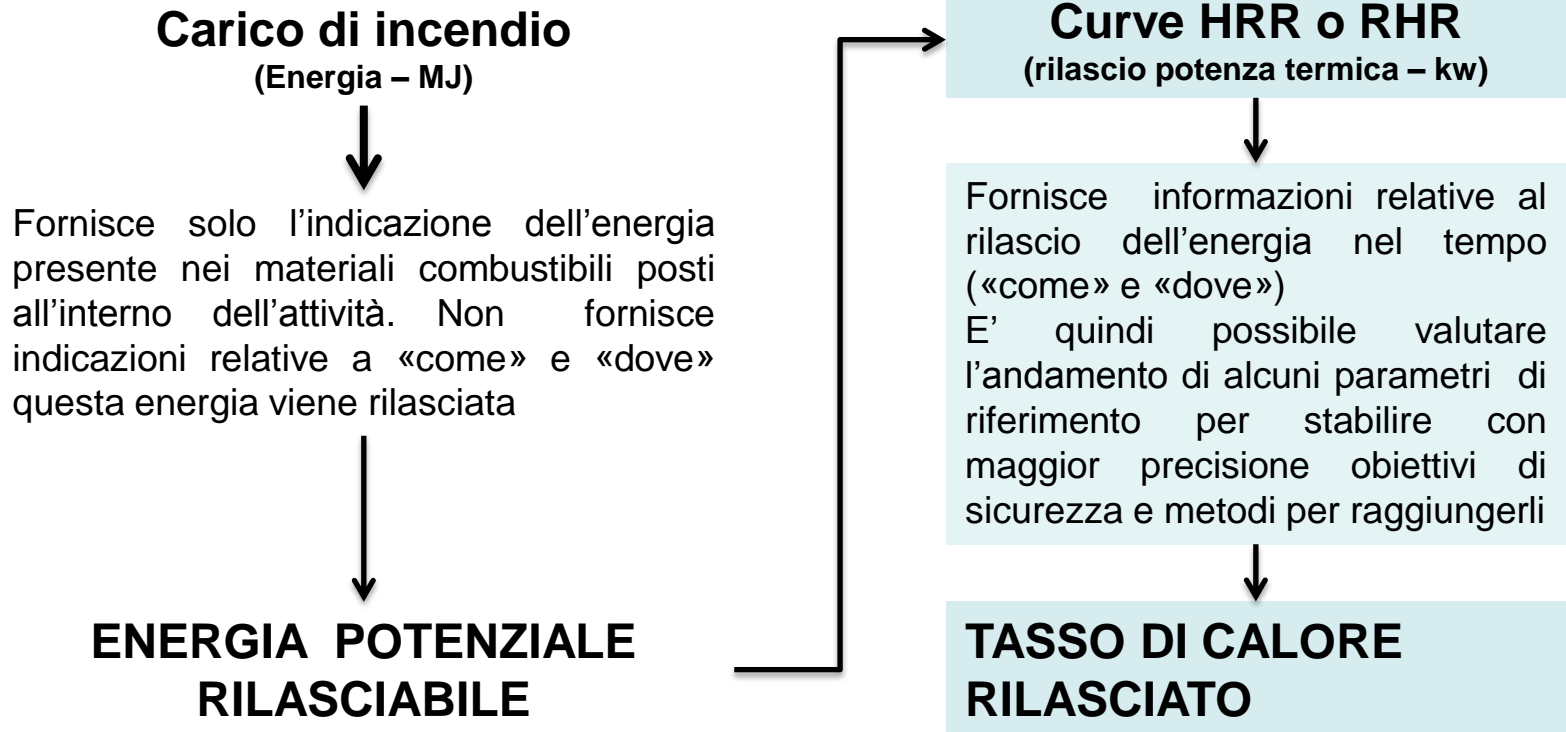 Carico di incendio
(Energia – MJ)
Fornisce solo l’indicazione dell’energia
presente nei materiali combustibili posti
all’interno dell’attività. Non fornisce
indicazioni relative a «come» e «dove»
questa energia viene rilasciata
ENERGIA POTENZIALE
RILASCIABILE
Curve HRR o RHR
(rilascio potenza termica – kw)
Fornisce informazioni relative al
rilascio dell’energia nel tempo
(«come» e «dove»)
E’ quindi possibile valutare
l’andamento di alcuni parametri di
riferimento per stabilire con
maggior precisione obiettivi di
sicurezza e metodi per raggiungerli
TASSO DI CALORE
RILASCIATO